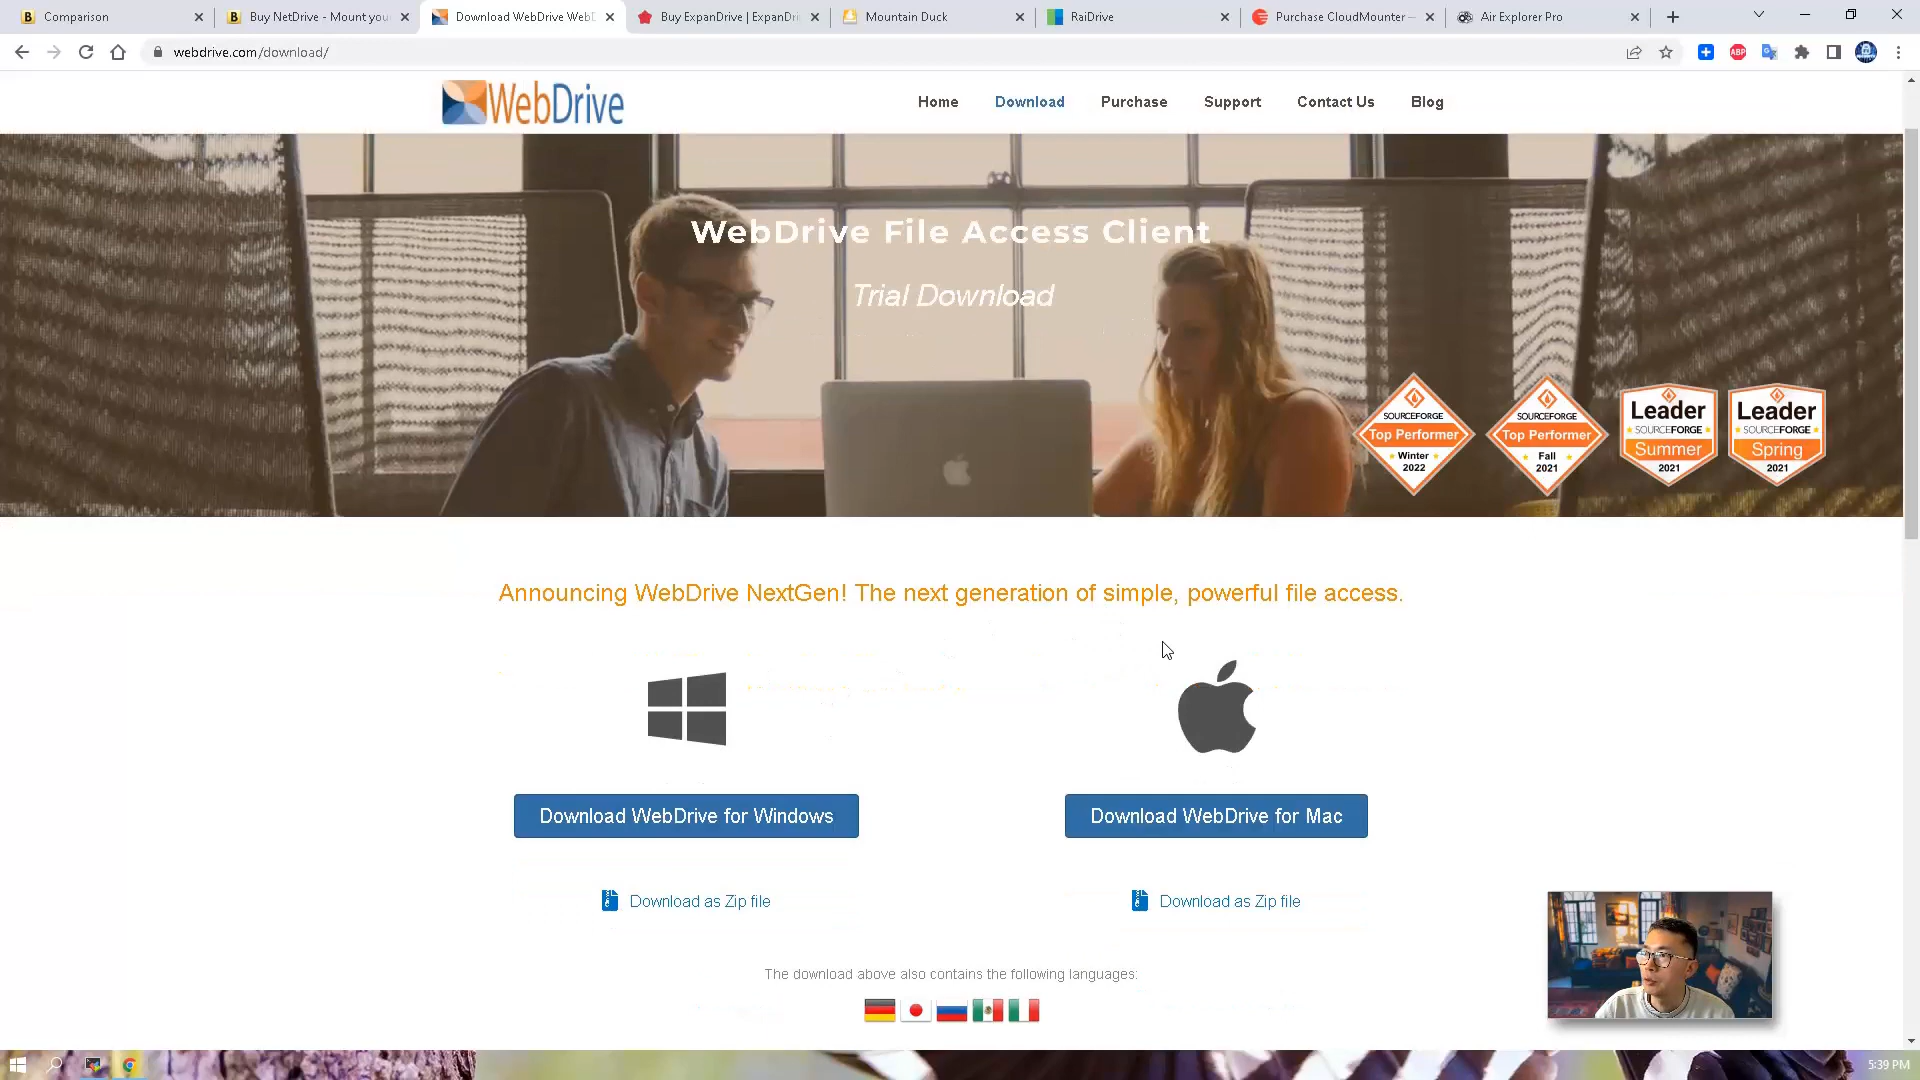 Comparison
Buy NetDrive - Mount you
Download WebDrive WebD
Buy ExpanDrive | ExpanDri
Mountain Duck
RaiDrive
Purchase CloudMounter —
Air Explorer Pro
webdrive.com/download/
ABP
WebDrive
Home
Download
Purchase
Support
Contact Us
Blog
WebDrive File Access Client
Trial Download
SOURCEFORGE
Top Performer
Winter
2022
SOURCEFORGE
Top Performer
Fall
2021
Leader
SOURCEFORGE
Summer
2021
Leader
SOURCEFORGE
Spring
2021
Announcing WebDrive NextGen! The next generation of simple, powerful file access.
Download WebDrive for Windows
Download WebDrive for Mac
Download as Zip file
Download as Zip file
The download above also contains the following languages:
5:39 PM